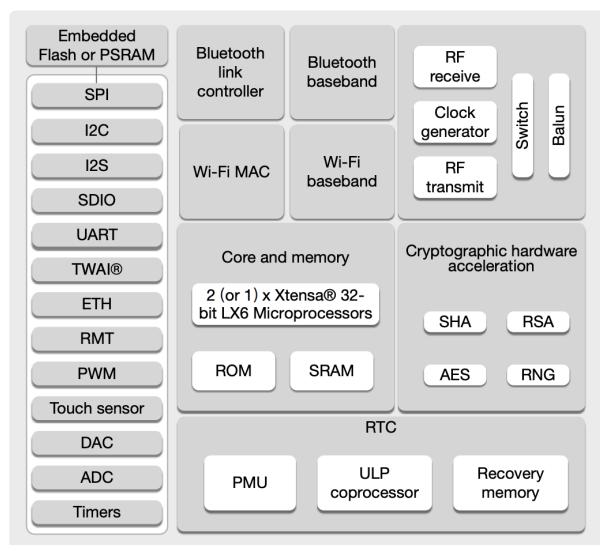 Embedded
Flash or PSRAM
SPI
I2C
I2S
SDIO
UART
TWAI®
ETH
RMT
PWM
Touch sensor
DAC
ADC
Timers
Bluetooth
link
controller
Bluetooth
baseband
Wi-Fi MAC
Wi-Fi
baseband
RF
receive
Clock
generator
RF
transmit
Switch
Balun
Core and memory
2 (or 1) x Xtensa® 32-
bit LX6 Microprocessors
ROM
SRAM
Cryptographic hardware
acceleration
SHA
RSA
AES
RNG
RTC
PMU
ULP
coprocessor
Recovery
memory